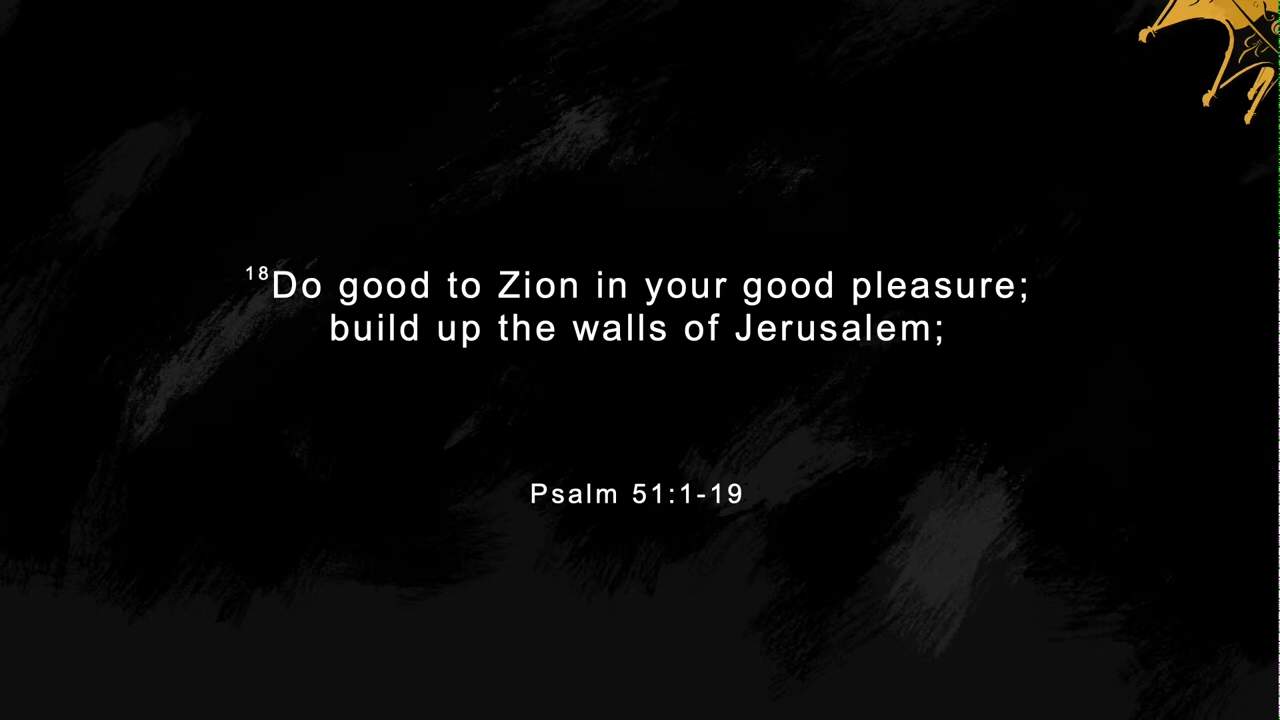 18Do good to Zion in your good pleasure;
build up the walls of Jerusalem;
Psalm 51:1-19